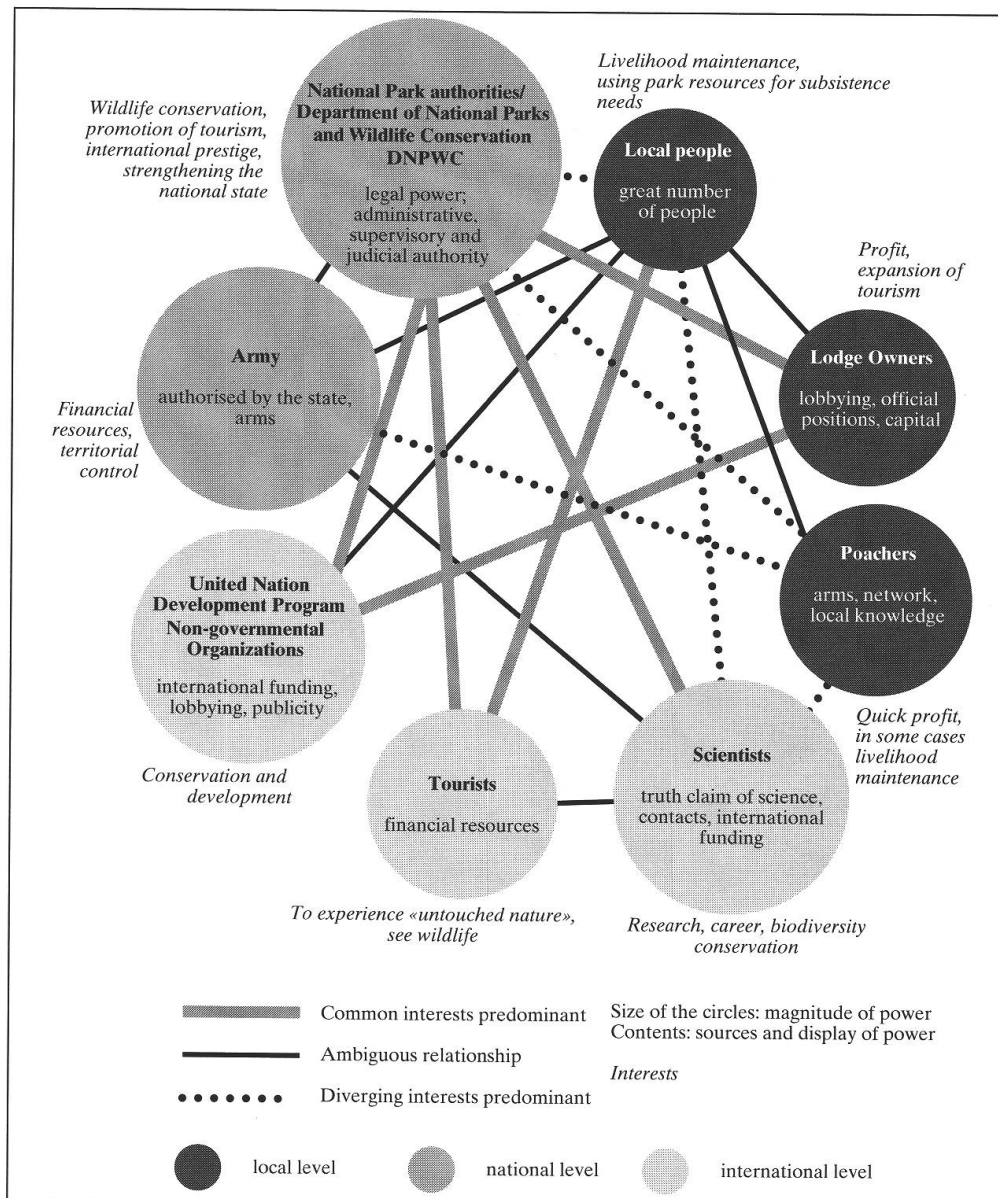 Wildlife conservation,
promotion of tourism,
international prestige,
strengthening the
national state
National Park authorities/
Department of National Parks
and Wildlife Conservation
DNPWC
legal power;
administrative,
supervisory and
judicial authority
Livelihood maintenance,
using park resources for subsistence
needs
Local people
great number
of people
Profit,
expansion of
tourism
Lodge Owners
lobbying, official
positions, capital
Army
authorised by the state,
arms
Financial
resources,
territorial
control
Poachers
arms, network,
local knowledge
Quick profit,
in some cases
livelihood
maintenance
United Nation
Development Program
Non-governmental
Organizations
international funding,
lobbying, publicity
Conservation and
development
Tourists
financial resources
To experience «untouched nature»,
see wildlife
Scientists
truth claim of science,
contacts, international
funding
Research, career, biodiversity
conservation
Common interests predominant
Ambiguous relationship
Diverging interests predominant
Size of the circles: magnitude of power
Contents: sources and display of power
Interests
local level
national level
international level